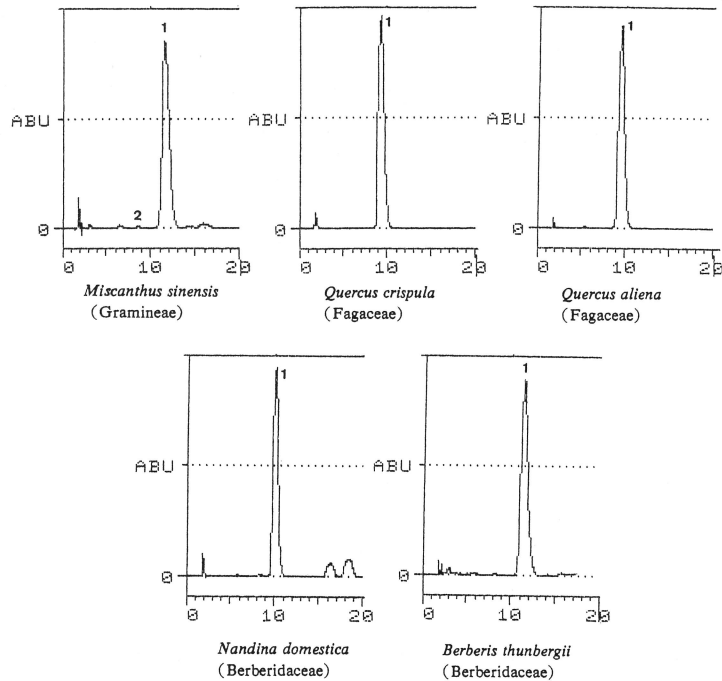 1
ABU
2
0
0 10 20
Miscanthus sinensis
(Gramineae)
1
ABU
0
0 10 20
Quercus crispula
(Fagaceae)
1
ABU
0
0 10 20
Quercus aliena
(Fagaceae)
1
ABU
0
0 10 20
Nandina domestica
(Berberidaceae)
1
ABU
0
0 10 20
Berberis thunbergii
(Berberidaceae)